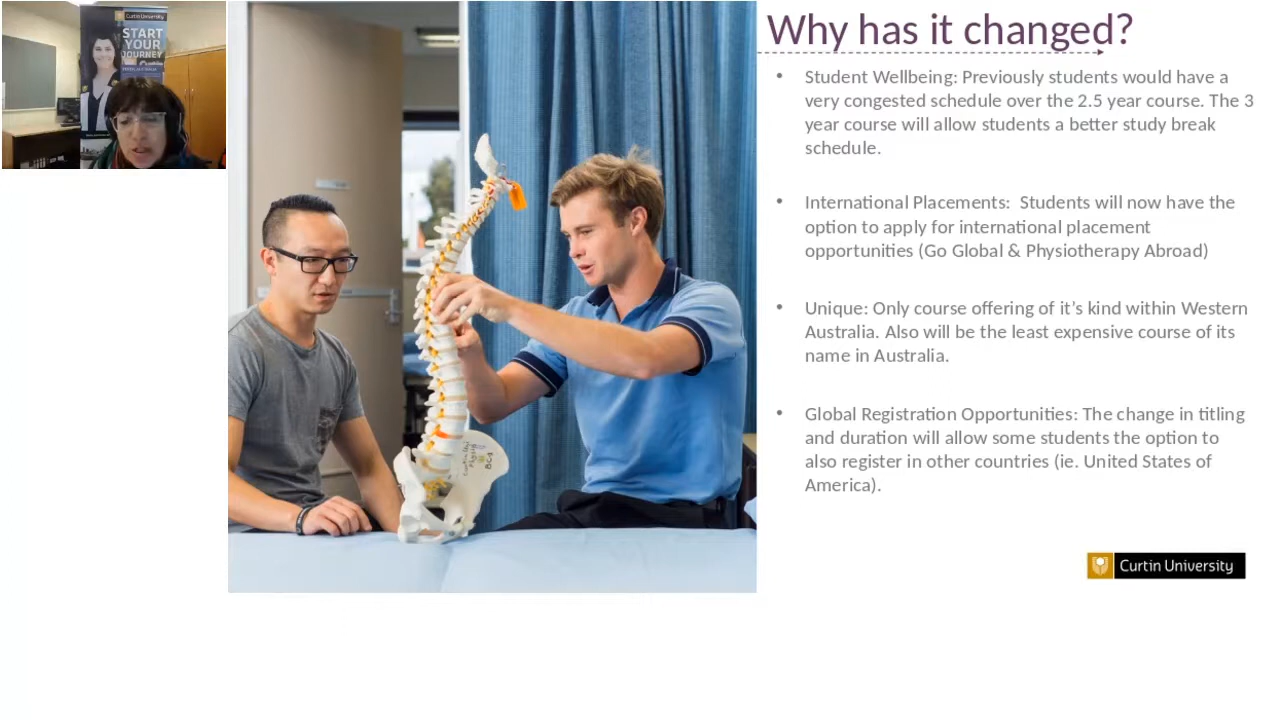 Curtin University
START
YOUR
JOURNEY
Why has it changed?
• Student Wellbeing: Previously students would have a
very congested schedule over the 2.5 year course. The 3
year course will allow students a better study break
schedule.
• International Placements:  Students will now have the
option to apply for international placement
opportunities (Go Global & Physiotherapy Abroad)
• Unique: Only course offering of it’s kind within Western
Australia. Also will be the least expensive course of its
name in Australia.
• Global Registration Opportunities: The change in titling
and duration will allow some students the option to
also register in other countries (ie. United States of
America).
Curtin University